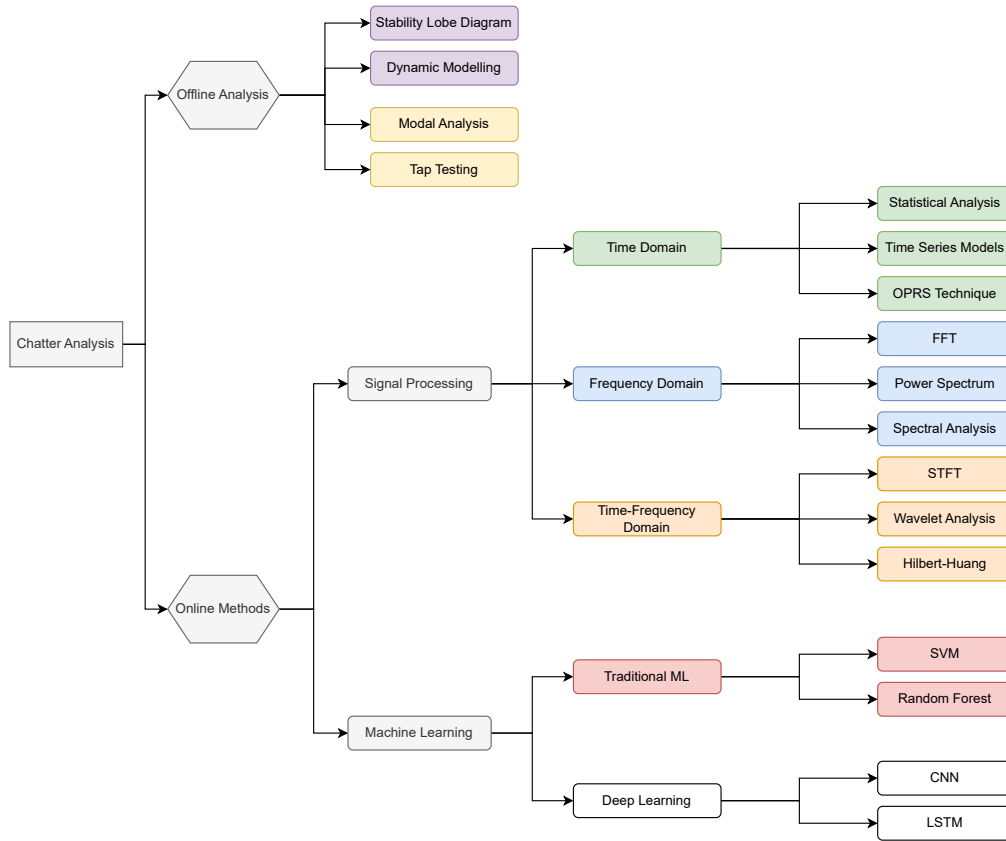 Stability Lobe Diagram
Dynamic Modelling
Offline Analysis
Modal Analysis
Tap Testing
Statistical Analysis
Time Domain
Time Series Models
OPRS Technique
Chatter Analysis
FFT
Signal Processing
Frequency Domain
Power Spectrum
Spectral Analysis
STFT
Time-Frequency
Domain
Wavelet Analysis
Hilbert-Huang
Online Methods
SVM
Traditional ML
Random Forest
Machine Learning
CNN
Deep Learning
LSTM